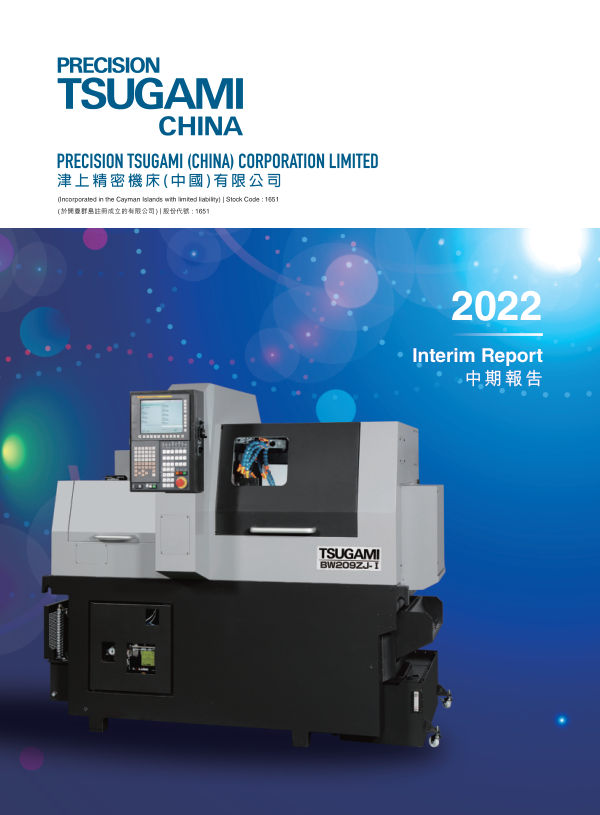 PRECISION
TSUGAMI
CHINA
PRECISION TSUGAMI (CHINA) CORPORATION LIMITED
津上精密機床(中國)有限公司
(Incorporated in the Cayman Islands with limited liability) | Stock Code : 1651
(於開曼群島註冊成立的有限公司) | 股份代號 : 1651
2022
Interim Report
中期報告
TSUGAMI
BW209ZJ-I